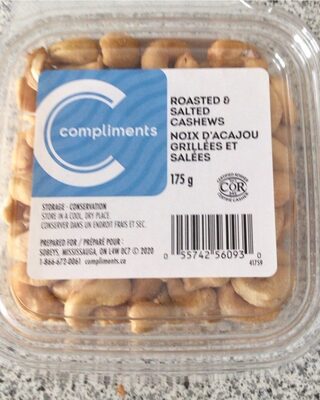 compliments
ROASTED &
SALTED
CASHEWS
NOIX D'ACAJOU
GRILLÉES ET
SALÉES
175 g
COR
STORAGE · CONSERVATION
STORE IN A COOL, DRY PLACE
CONSERVER DANS UN ENDROIT FRAIS ET SEC.
PREPARED FOR / PRÉPARÉ POUR :
SOBEYS, MISSISSAUGA, ON L4W 0C7 © 2020
1-866-672-0061 compliments.ca
0 55742 56093 0
41759